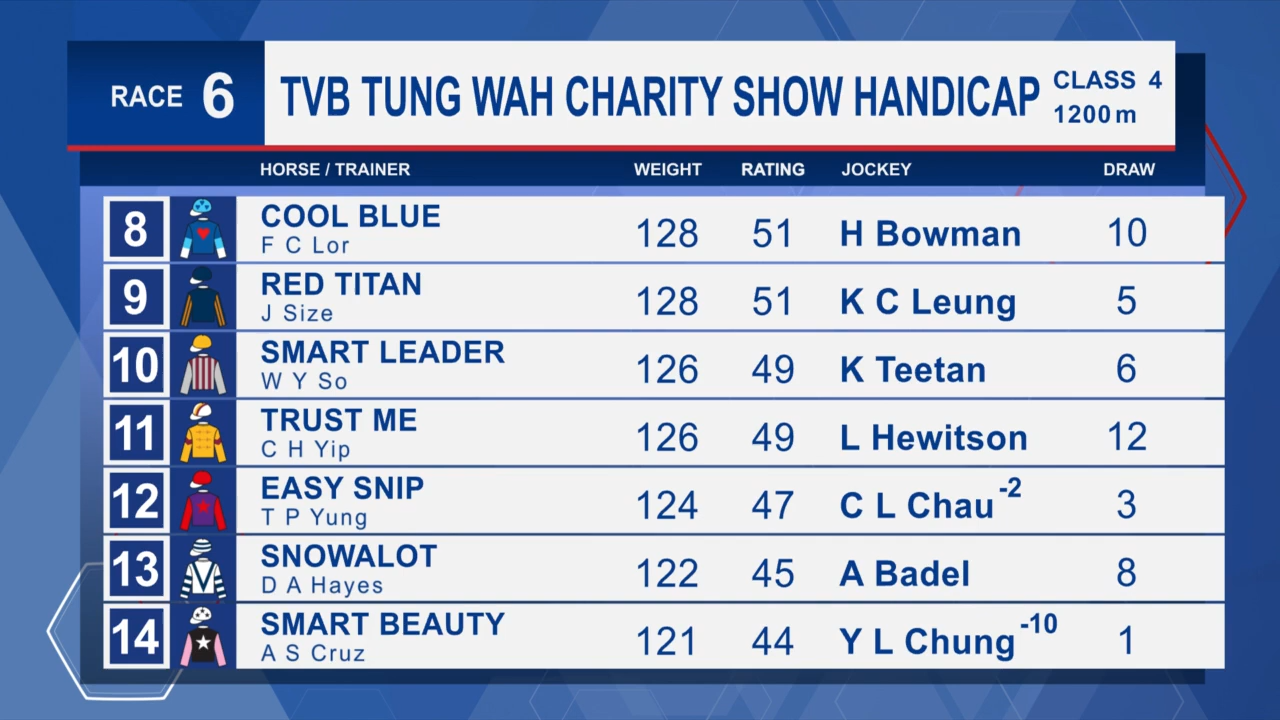 RACE 6 TVB TUNG WAH CHARITY SHOW HANDICAP CLASS 4
1200m
HORSE / TRAINER WEIGHT RATING JOCKEY DRAW
8 COOL BLUE 128 51 H Bowman 10
F C Lor
9 RED TITAN 128 51 K C Leung 5
J Size
10 SMART LEADER 126 49 K Teetan 6
W Y So
11 TRUST ME 126 49 L Hewitson 12
C H Yip
12 EASY SNIP 124 47 C L Chau -2 3
T P Yung
13 SNOWALOT 122 45 A Badel 8
D A Hayes
14 SMART BEAUTY 121 44 Y L Chung -10 1
A S Cruz